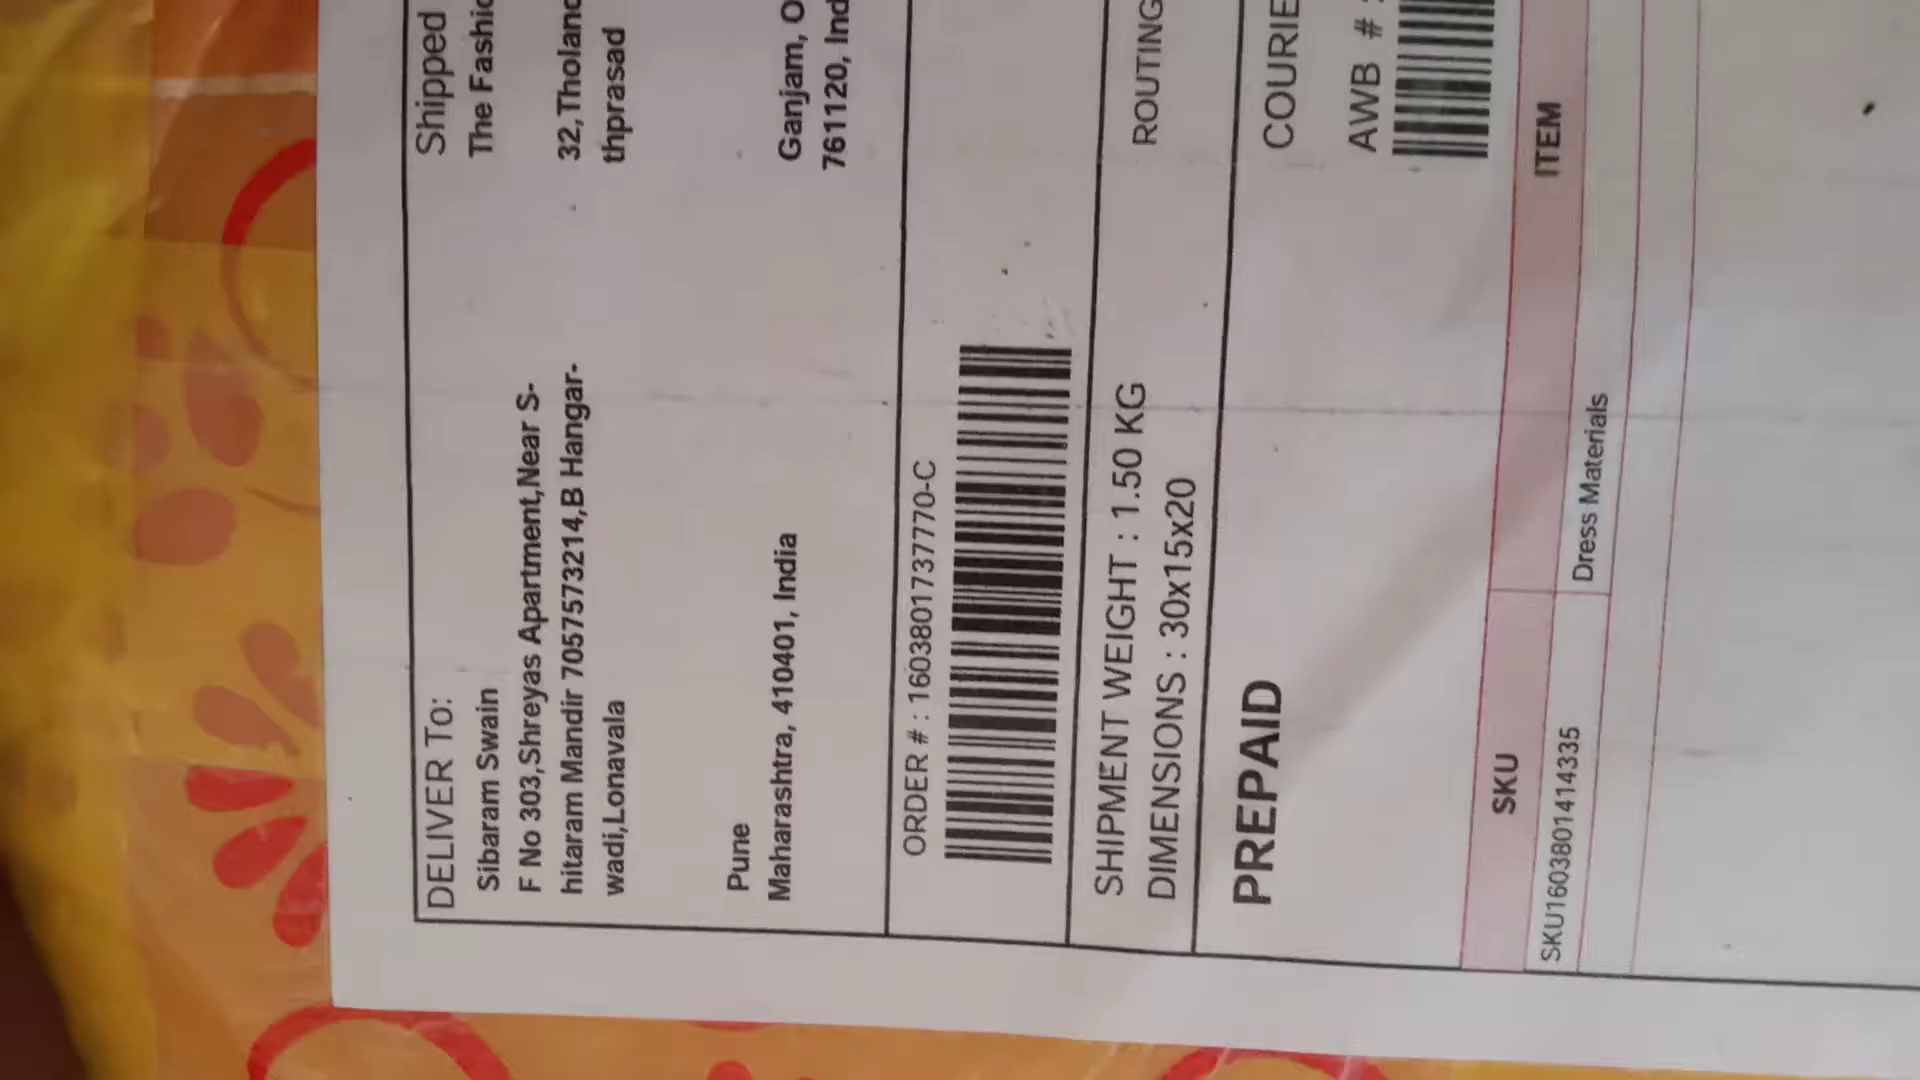 DELIVER To:
Sibaram Swain
F No 303,Shreyas Apartment,Near S-
hitaram Mandir 7057573214,B Hangar-
wadi,Lonavala
Pune
Maharashtra, 410401, India
Shipped
The Fashio
32,Tholand
thprasad
Ganjam, O
761120, Ind
ORDER # : 1603801737770-C
SHIPMENT WEIGHT : 1.50 KG
DIMENSIONS : 30x15x20
ROUTING
PREPAID
COURIE
AWB #
SKU ITEM
SKU1603801414335 Dress Materials